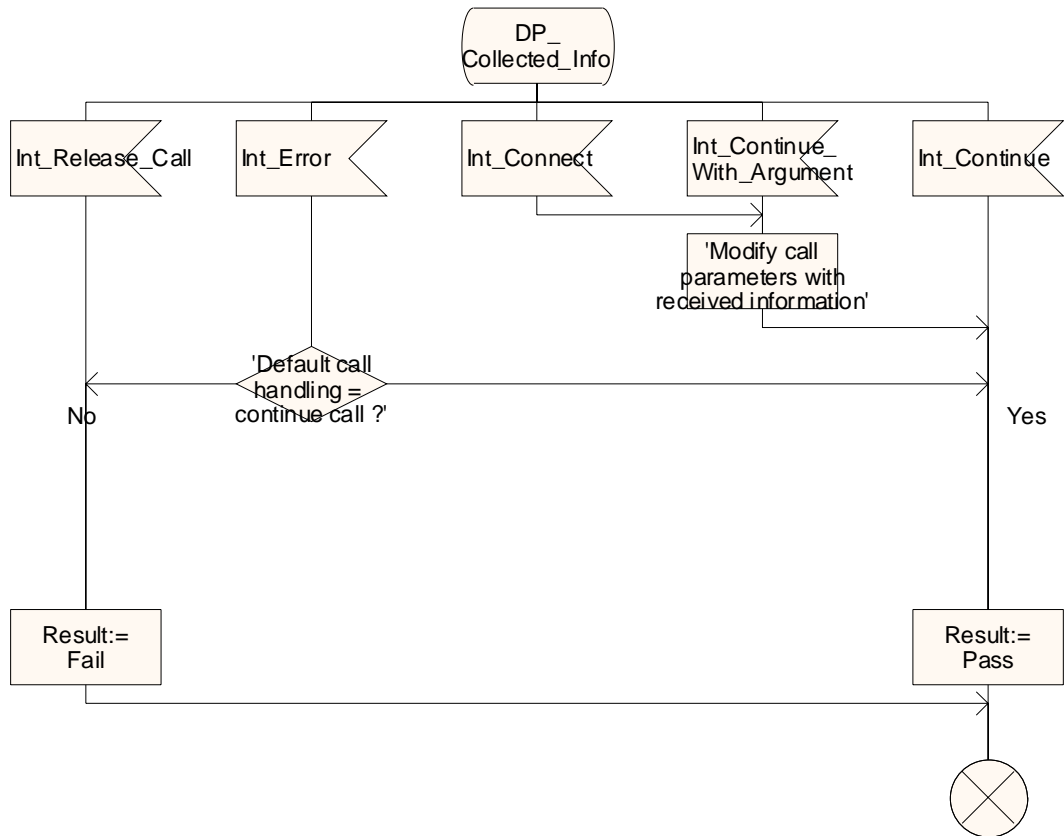 DP_
Collected_Info
Int_Release_Call
Int_Error
Int_Connect
Int_Continue_
With_Argument
Int_Continue
'Modify call
parameters with
received information'
'Default call
handling =
continue call ?'
No
Yes
Result:=
Fail
Result:=
Pass